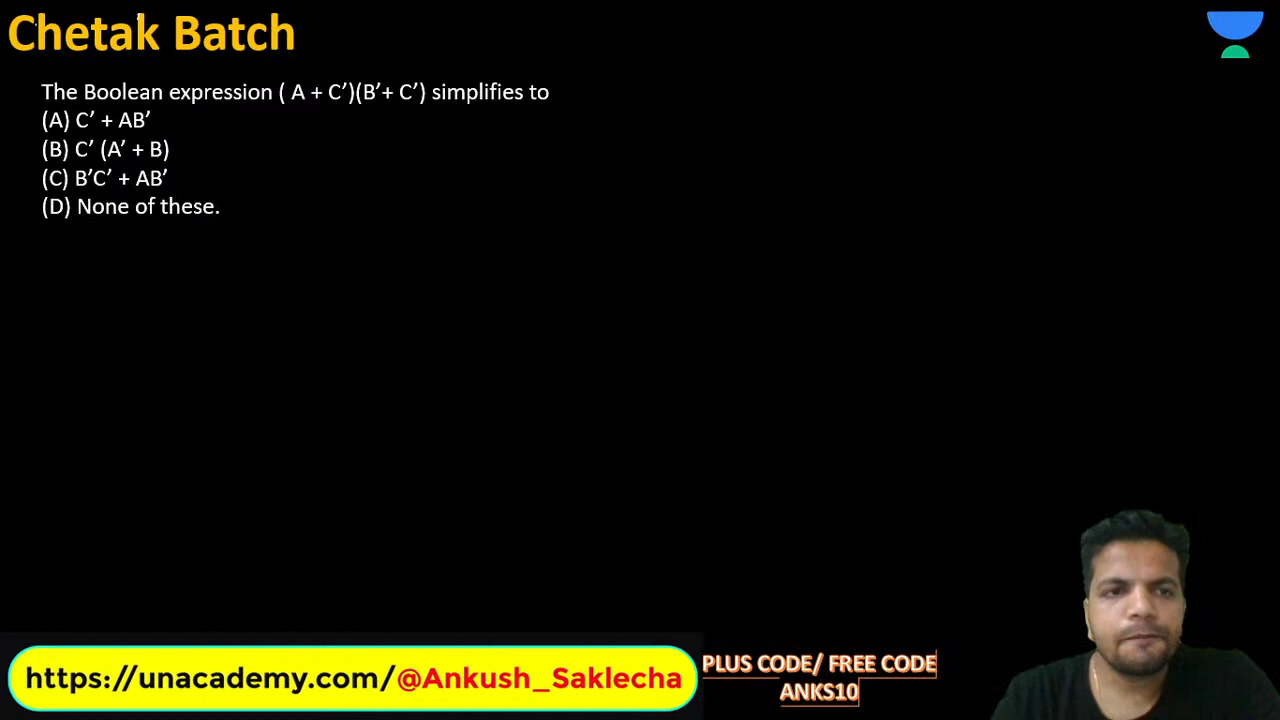 Chetak Batch
The Boolean expression ( A + C’)(B’+ C’) simplifies to
(A) C’ + AB’
(B) C’ (A’ + B)
(C) B’C’ + AB’
(D) None of these.
https://unacademy.com/@Ankush_Saklecha
PLUS CODE/ FREE CODE
ANKS10